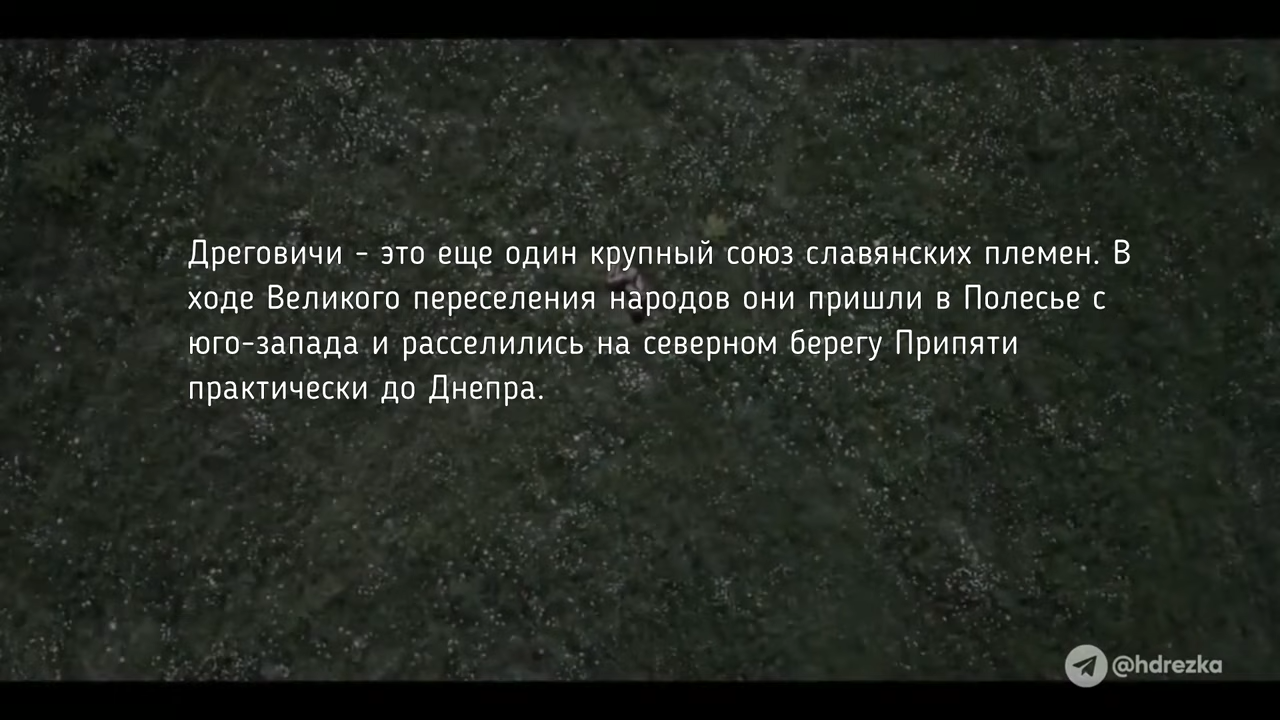 Дреговичи - это еще один крупный союз славянских племен. В
ходе Великого переселения народов они пришли в Полесье с
юго-запада и расселились на северном берегу Припяти
практически до Днепра.
@hdrezka